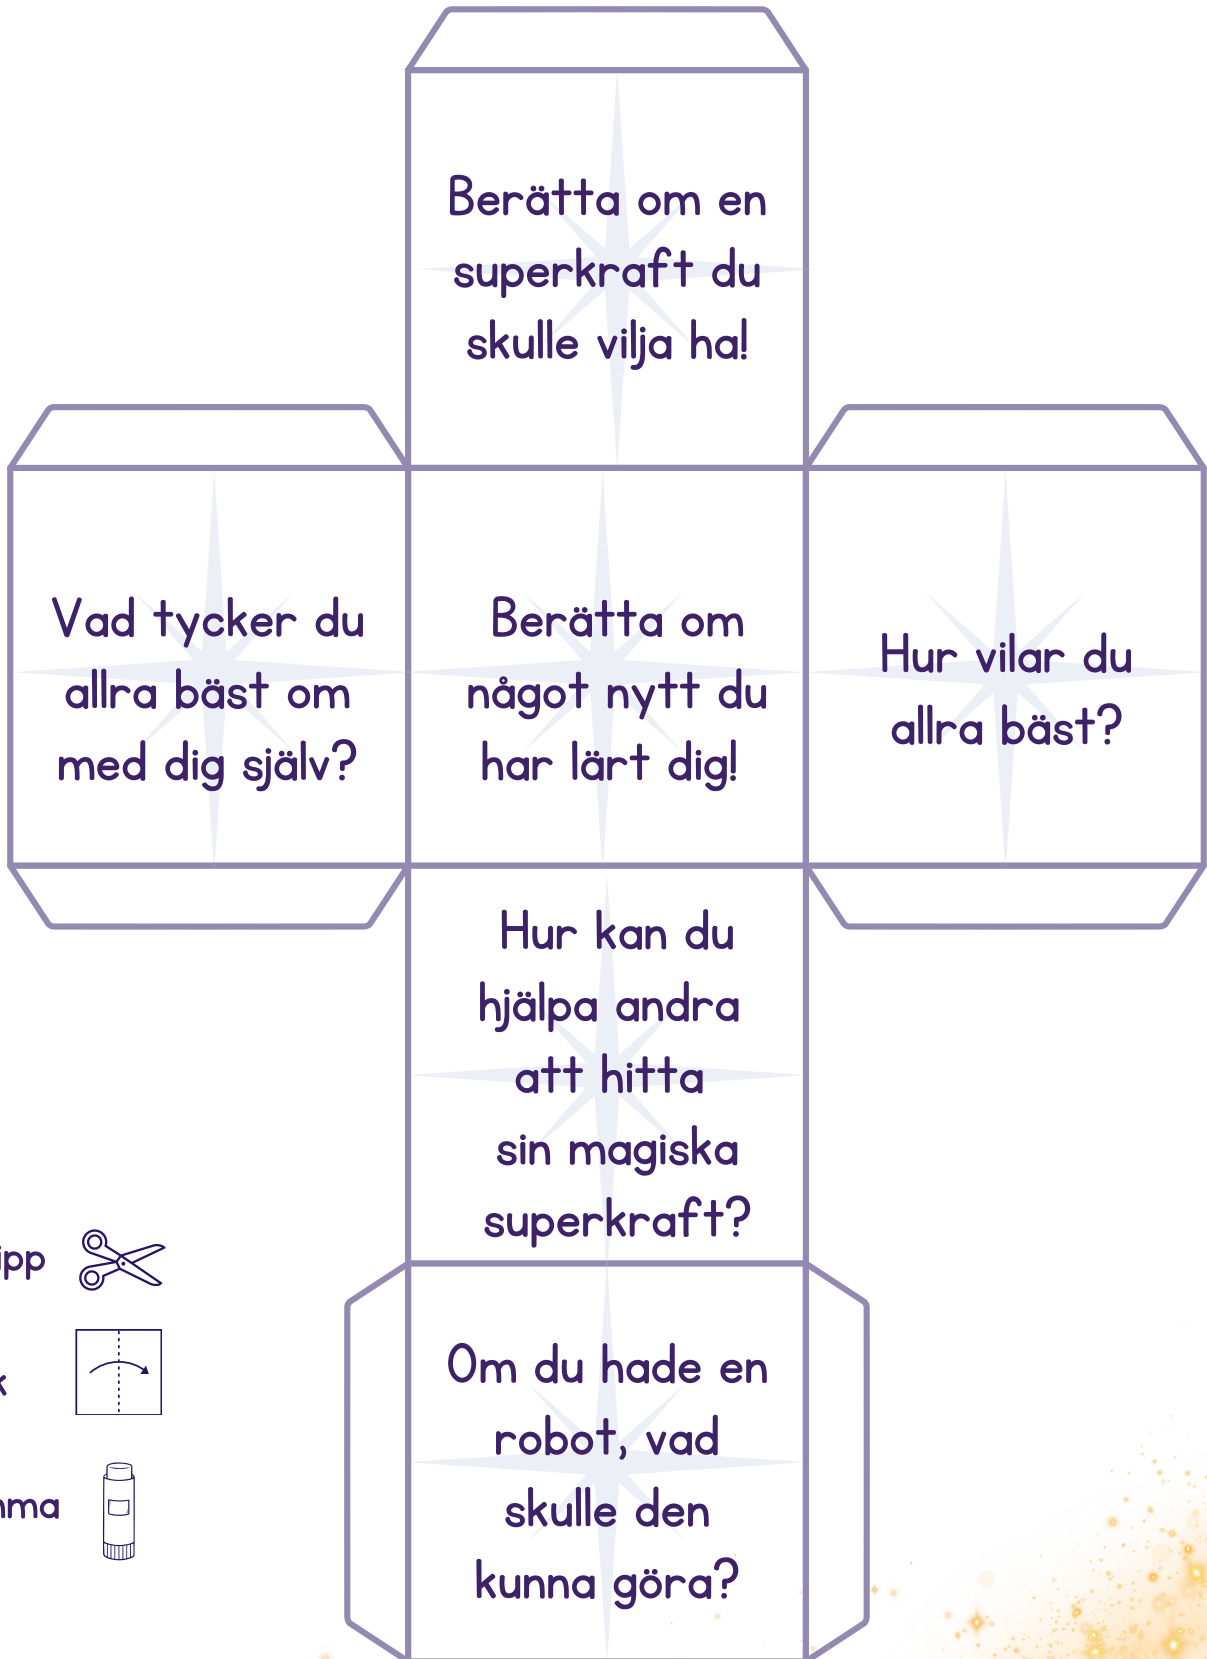 Berätta om en
superkraft du
skulle vilja ha!
Vad tycker du
allra bäst om
med dig själv?
Berätta om
något nytt du
har lärt dig!
Hur vilar du
allra bäst?
Hur kan du
hjälpa andra
att hitta
sin magiska
superkraft?
Om du hade en
robot, vad
skulle den
kunna göra?